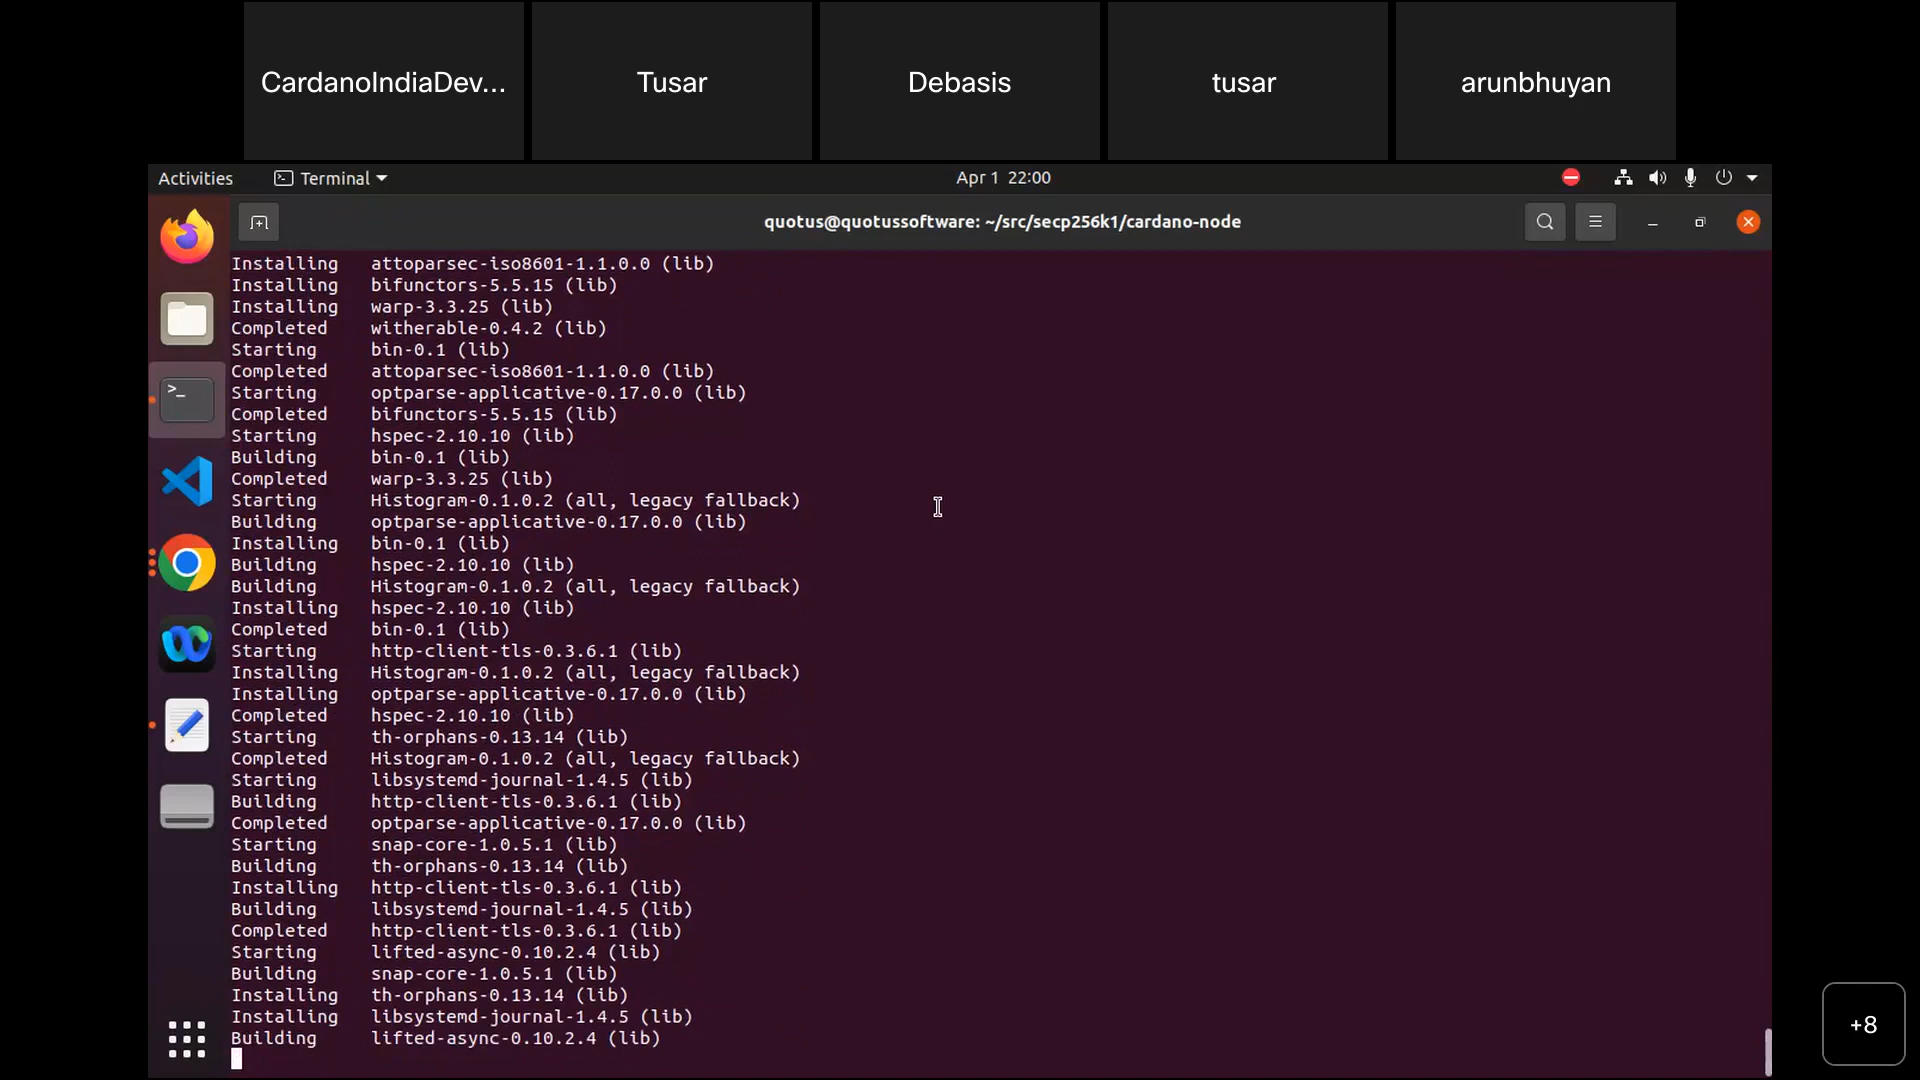 CardanoIndiaDev...
Tusar
Debasis
tusar
arunbhuyan
Activities
Terminal
Apr 1 22:00
quotus@quotussoftware: ~/src/secp256k1/cardano-node
Installing attoparsec-iso8601-1.1.0.0 (lib)
Installing bifunctors-5.5.15 (lib)
Installing warp-3.3.25 (lib)
Completed witherable-0.4.2 (lib)
Starting bin-0.1 (lib)
Completed attoparsec-iso8601-1.1.0.0 (lib)
Starting optparse-applicative-0.17.0.0 (lib)
Completed bifunctors-5.5.15 (lib)
Starting hspec-2.10.10 (lib)
Building bin-0.1 (lib)
Completed warp-3.3.25 (lib)
Starting Histogram-0.1.0.2 (all, legacy fallback)
Building optparse-applicative-0.17.0.0 (lib)
Installing bin-0.1 (lib)
Building hspec-2.10.10 (lib)
Building Histogram-0.1.0.2 (all, legacy fallback)
Installing hspec-2.10.10 (lib)
Completed bin-0.1 (lib)
Starting http-client-tls-0.3.6.1 (lib)
Installing Histogram-0.1.0.2 (all, legacy fallback)
Installing optparse-applicative-0.17.0.0 (lib)
Completed hspec-2.10.10 (lib)
Starting th-orphans-0.13.14 (lib)
Completed Histogram-0.1.0.2 (all, legacy fallback)
Starting libsystemd-journal-1.4.5 (lib)
Building http-client-tls-0.3.6.1 (lib)
Completed optparse-applicative-0.17.0.0 (lib)
Starting snap-core-1.0.5.1 (lib)
Building th-orphans-0.13.14 (lib)
Installing http-client-tls-0.3.6.1 (lib)
Building libsystemd-journal-1.4.5 (lib)
Completed http-client-tls-0.3.6.1 (lib)
Starting lifted-async-0.10.2.4 (lib)
Building snap-core-1.0.5.1 (lib)
Installing th-orphans-0.13.14 (lib)
Installing libsystemd-journal-1.4.5 (lib)
Building lifted-async-0.10.2.4 (lib)
+8